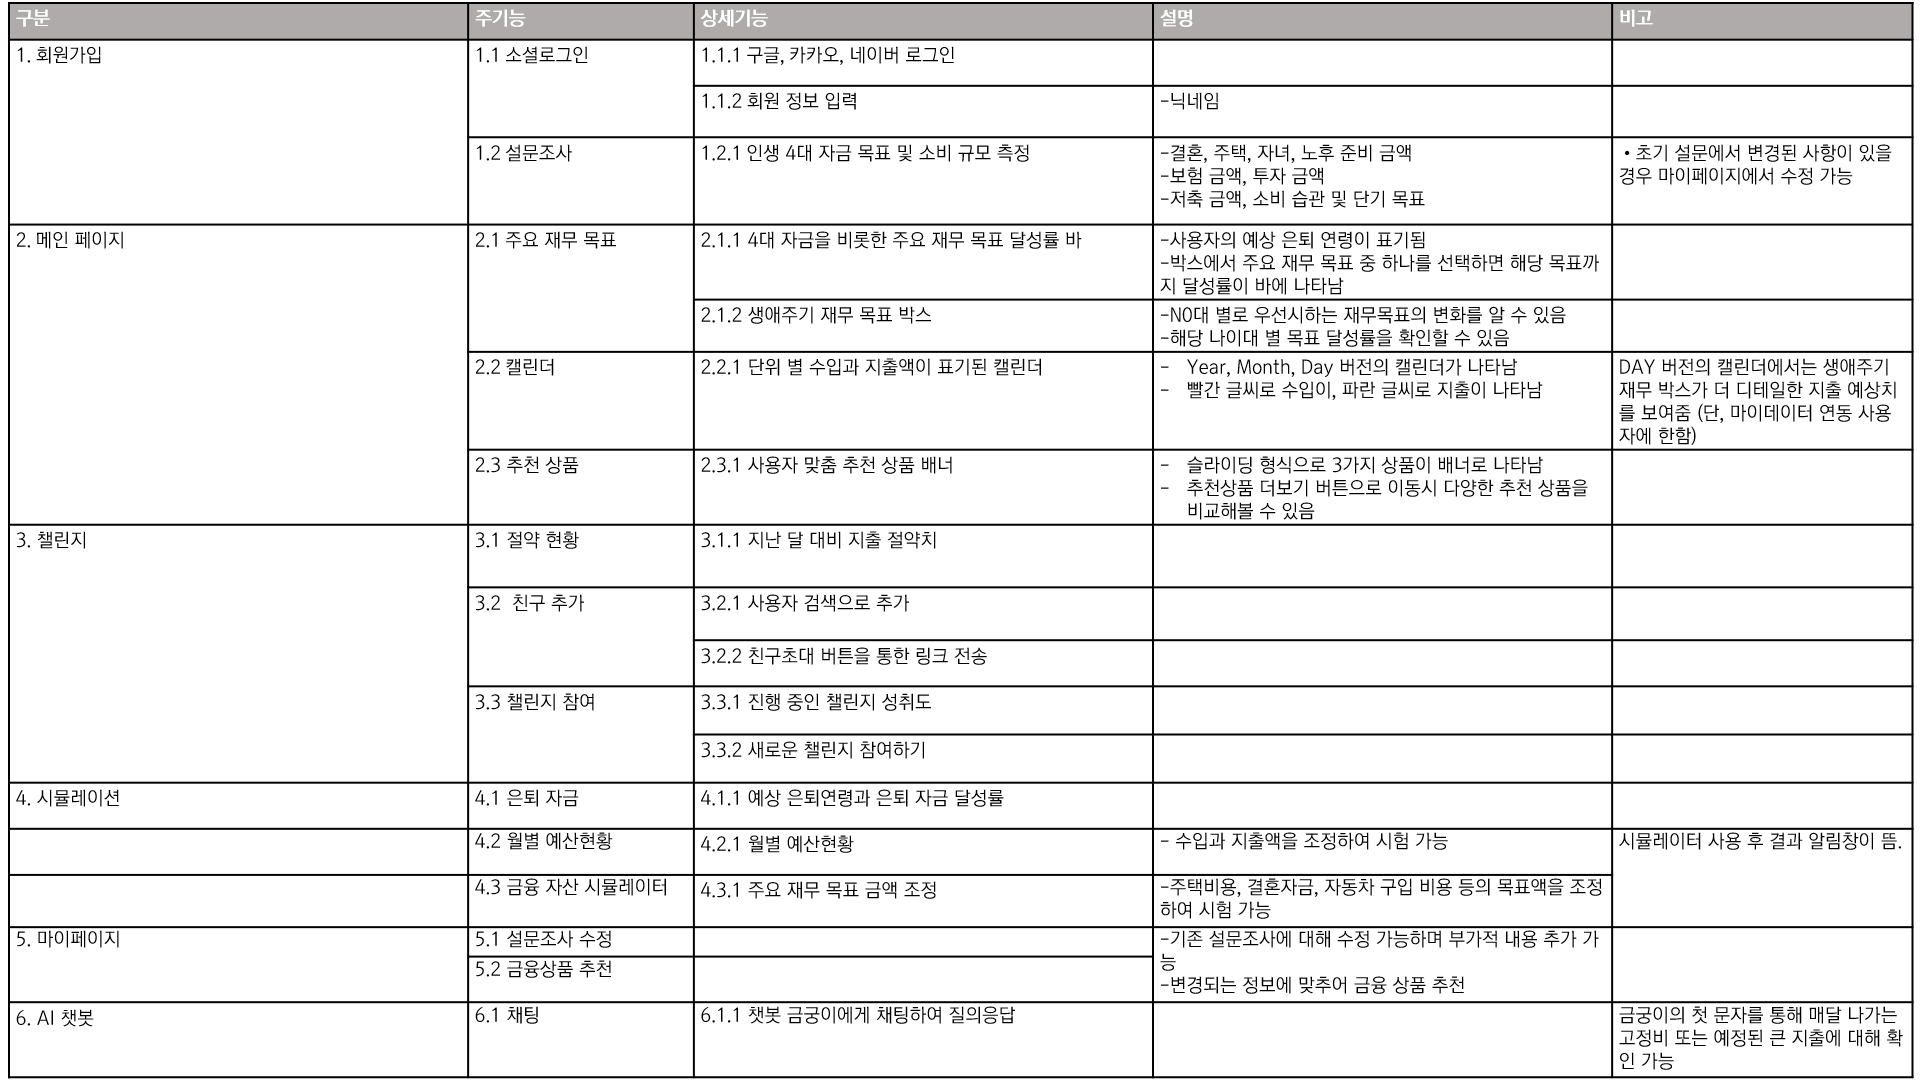 구분 주기능 상세기능 설명 비고
1. 회원가입 1.1 소셜로그인 1.1.1 구글, 카카오, 네이버 로그인
1.1.2 회원 정보 입력 -닉네임
1.2 설문조사 1.2.1 인생 4대 자금 목표 및 소비 규모 측정 -결혼, 주택, 자녀, 노후 준비 금액
-보험 금액, 투자 금액
-저축 금액, 소비 습관 및 단기 목표
• 초기 설문에서 변경된 사항이 있을
경우 마이페이지에서 수정 가능
2. 메인 페이지 2.1 주요 재무 목표 2.1.1 4대 자금을 비롯한 주요 재무 목표 달성률 바 -사용자의 예상 은퇴 연령이 표기됨
-박스에서 주요 재무 목표 중 하나를 선택하면 해당 목표까
지 달성률이 바에 나타남
2.1.2 생애주기 재무 목표 박스 -N0대 별로 우선시하는 재무목표의 변화를 알 수 있음
-해당 나이대 별 목표 달성률을 확인할 수 있음
2.2 캘린더 2.2.1 단위 별 수입과 지출액이 표기된 캘린더 - Year, Month, Day 버전의 캘린더가 나타남
- 빨간 글씨로 수입이, 파란 글씨로 지출이 나타남
DAY 버전의 캘린더에서는 생애주기
재무 박스가 더 디테일한 지출 예상치
를 보여줌 (단, 마이데이터 연동 사용
자에 한함)
2.3 추천 상품 2.3.1 사용자 맞춤 추천 상품 배너 - 슬라이딩 형식으로 3가지 상품이 배너로 나타남
- 추천상품 더보기 버튼으로 이동시 다양한 추천 상품을
비교해볼 수 있음
3. 챌린지 3.1 절약 현황 3.1.1 지난 달 대비 지출 절약치
3.2 친구 추가 3.2.1 사용자 검색으로 추가
3.2.2 친구초대 버튼을 통한 링크 전송
3.3 챌린지 참여 3.3.1 진행 중인 챌린지 성취도
3.3.2 새로운 챌린지 참여하기
4. 시뮬레이션 4.1 은퇴 자금 4.1.1 예상 은퇴연령과 은퇴 자금 달성률
4.2 월별 예산현황 4.2.1 월별 예산현황 - 수입과 지출액을 조정하여 시험 가능 시뮬레이터 사용 후 결과 알림창이 뜸.
4.3 금융 자산 시뮬레이터 4.3.1 주요 재무 목표 금액 조정 -주택비용, 결혼자금, 자동차 구입 비용 등의 목표액을 조정
하여 시험 가능
5. 마이페이지 5.1 설문조사 수정 -기존 설문조사에 대해 수정 가능하며 부가적 내용 추가 가
능
5.2 금융상품 추천 -변경되는 정보에 맞추어 금융 상품 추천
6. AI 챗봇 6.1 채팅 6.1.1 챗봇 금궁이에게 채팅하여 질의응답 금궁이의 첫 문자를 통해 매달 나가는
고정비 또는 예정된 큰 지출에 대해 확
인 가능